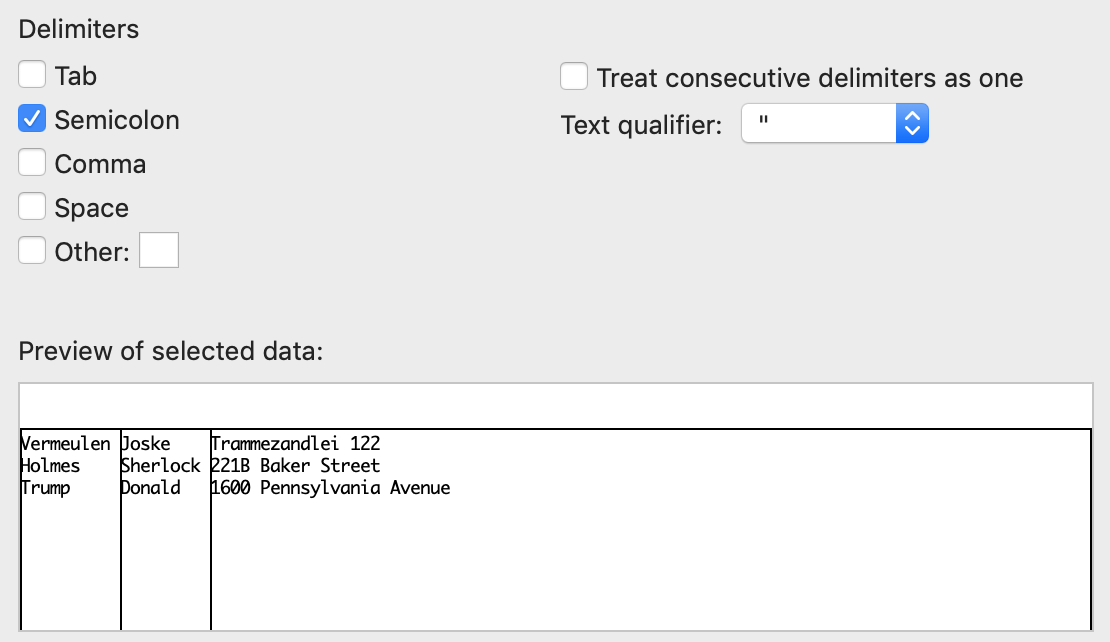 Delimiters
Tab
Treat consecutive delimiters as one
Semicolon
Text qualifier: "
Comma
Space
Other:
Preview of selected data:
Vermeulen Joske Trammezandlei 122
Holmes Sherlock 221B Baker Street
Trump Donald 1600 Pennsylvania Avenue